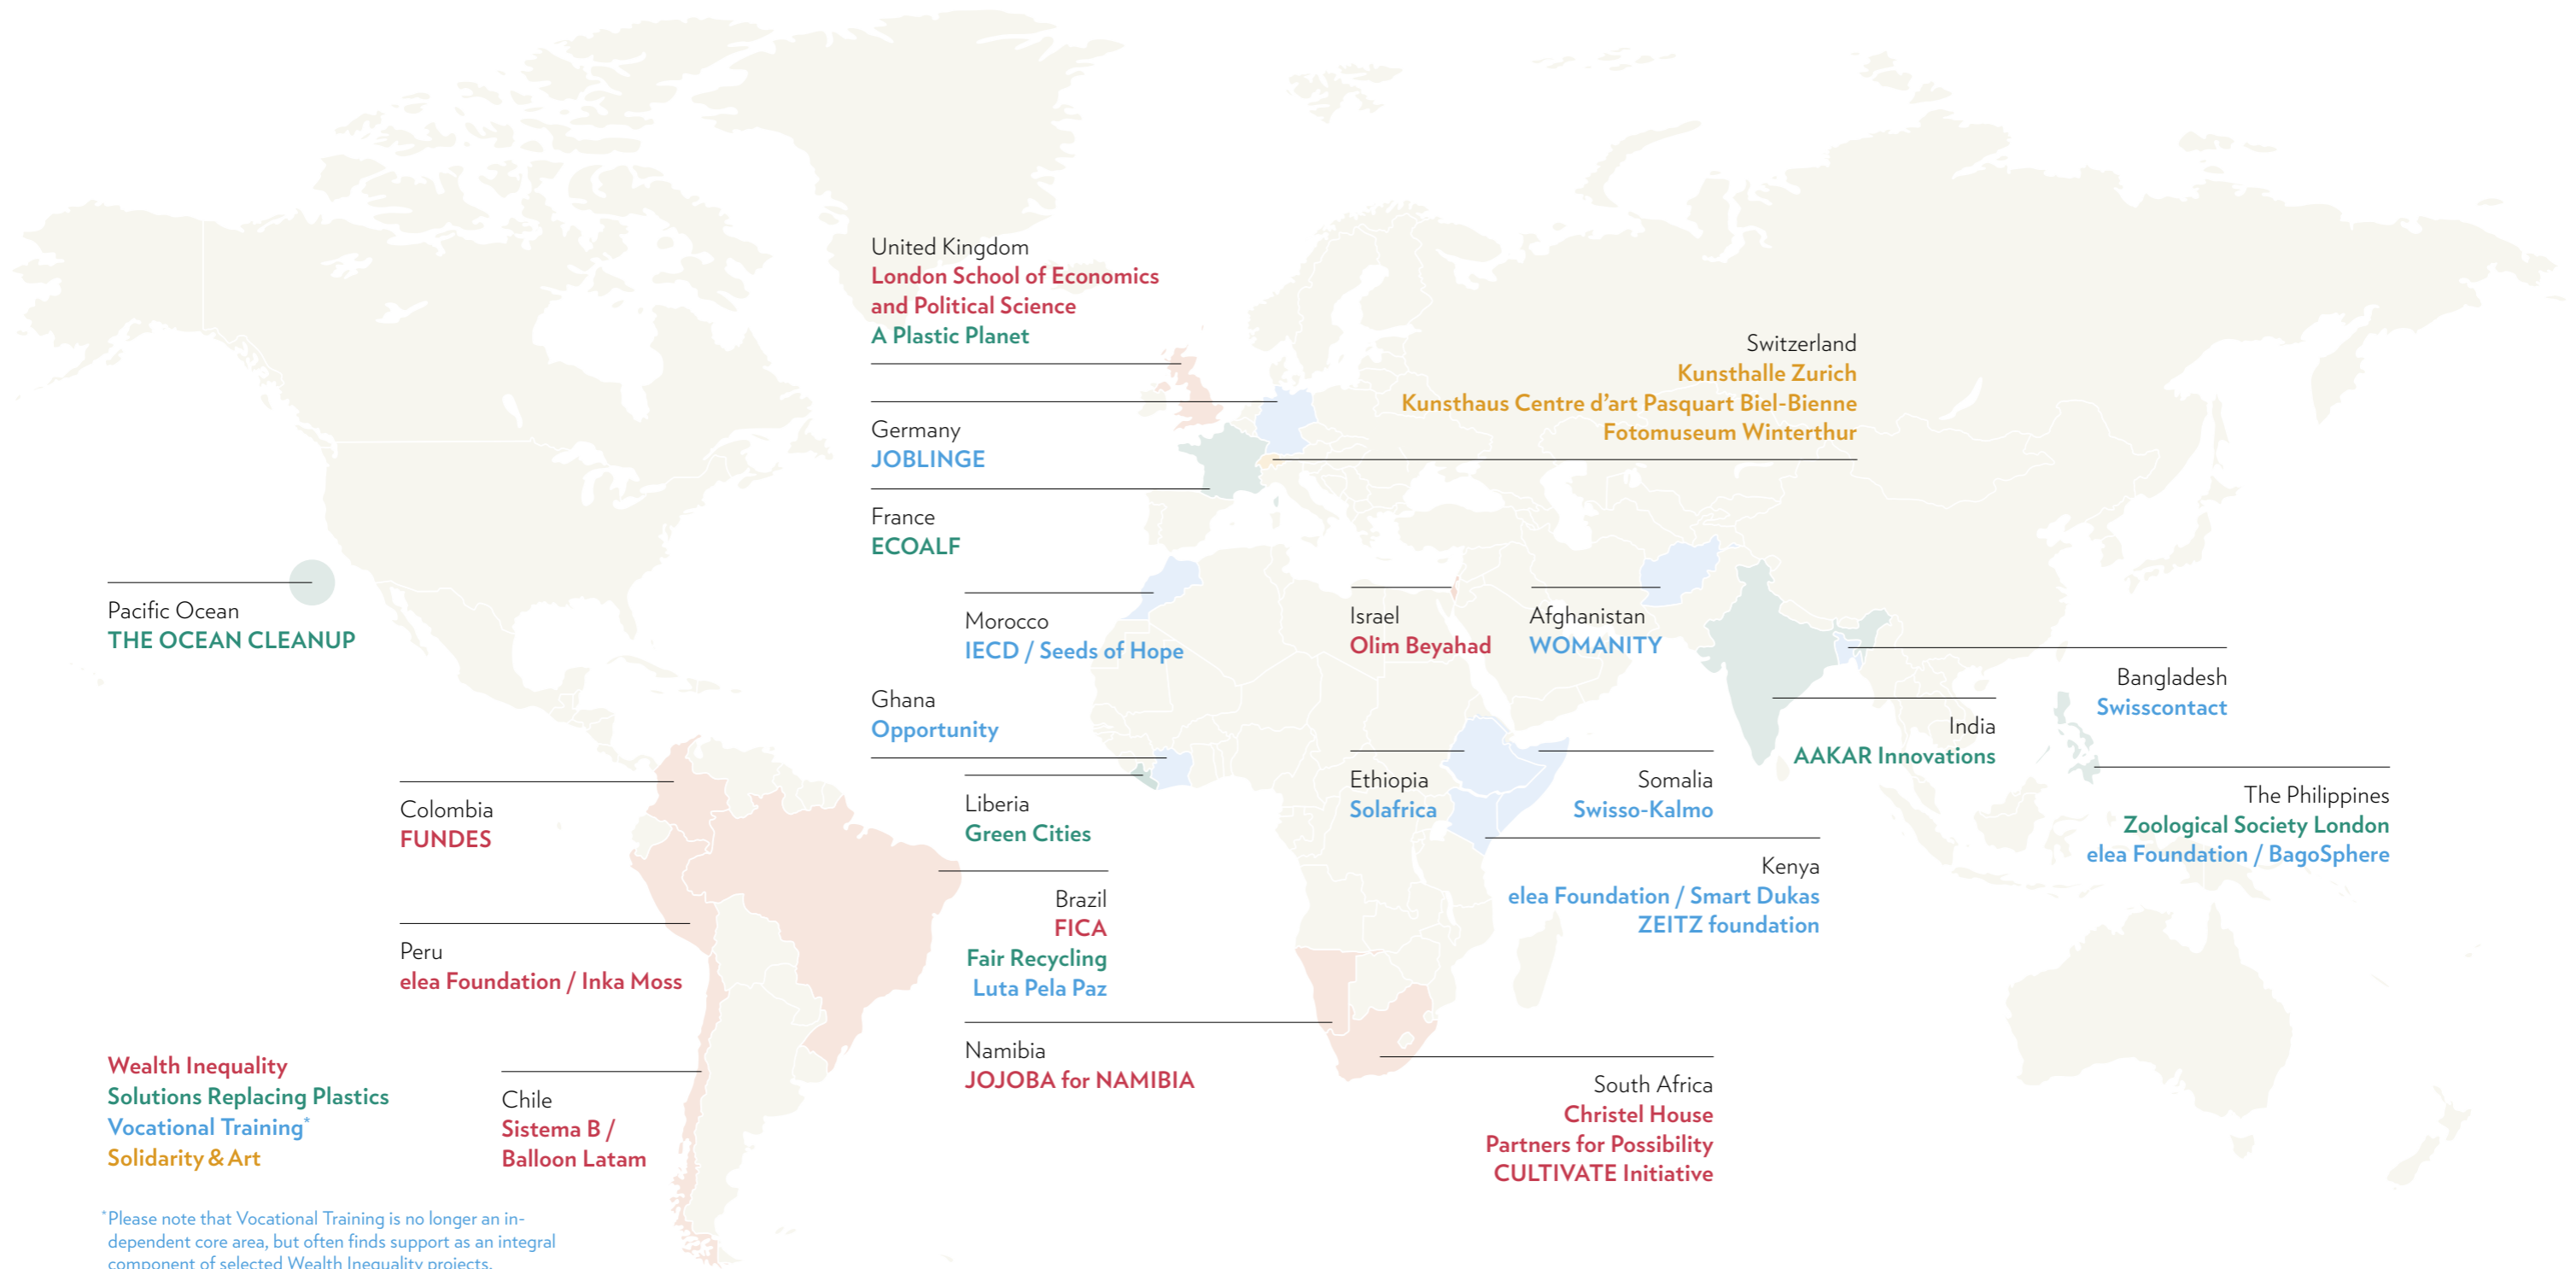 United Kingdom
London School of Economics
and Political Science
A Plastic Planet
Germany
JOBLINGE
France
ECOALF
Switzerland
Kunsthalle Zurich
Kunsthaus Centre d'art Pasquart Biel-Bienne
Fotomuseum Winterthur
Pacific Ocean
THE OCEAN CLEANUP
Morocco
IECD / Seeds of Hope
Israel
Olim Beyahad
Afghanistan
WOMANITY
Bangladesh
Swisscontact
India
AAKAR Innovations
Ghana
Opportunity
Liberia
Green Cities
Ethiopia
Solafrica
Somalia
Swisso-Kalmo
The Philippines
Zoological Society London
elea Foundation / BagoSphere
Kenya
elea Foundation / Smart Dukas
ZEITZ foundation
Colombia
FUNDES
Brazil
FICA
Fair Recycling
Luta Pela Paz
Peru
elea Foundation / Inka Moss
Namibia
JOJOBA for NAMIBIA
South Africa
Christel House
Partners for Possibility
CULTIVATE Initiative
Chile
Sistema B /
Balloon Latam
Wealth Inequality
Solutions Replacing Plastics
Vocational Training*
Solidarity & Art
*Please note that Vocational Training is no longer an in-
dependent core area, but often finds support as an integral
component of selected Wealth Inequality projects.